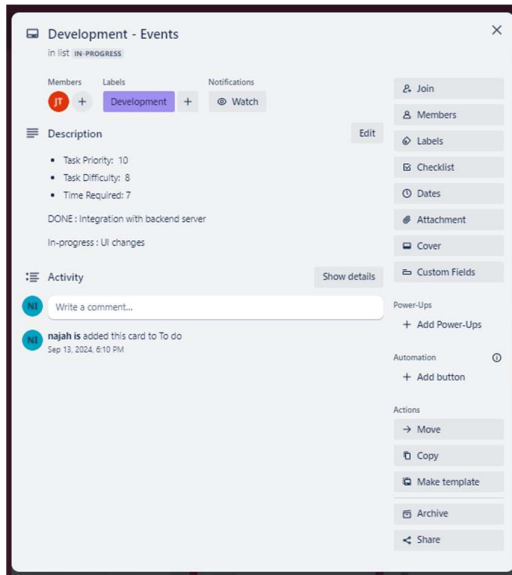 Development - Events
in list IN-PROGRESS
Members Labels Notifications
JT + Development + Watch
Description Edit
• Task Priority: 10
• Task Difficulty: 8
• Time Required: 7
DONE : Integration with backend server
In-progress : UI changes
Activity Show details
NI Write a comment...
NI najah is added this card to To do
Sep 13, 2024, 6:10 PM
Join
Members
Labels
Checklist
Dates
Attachment
Cover
Custom Fields
Power-Ups
+ Add Power-Ups
Automation
+ Add button
Actions
Move
Copy
Make template
Archive
Share